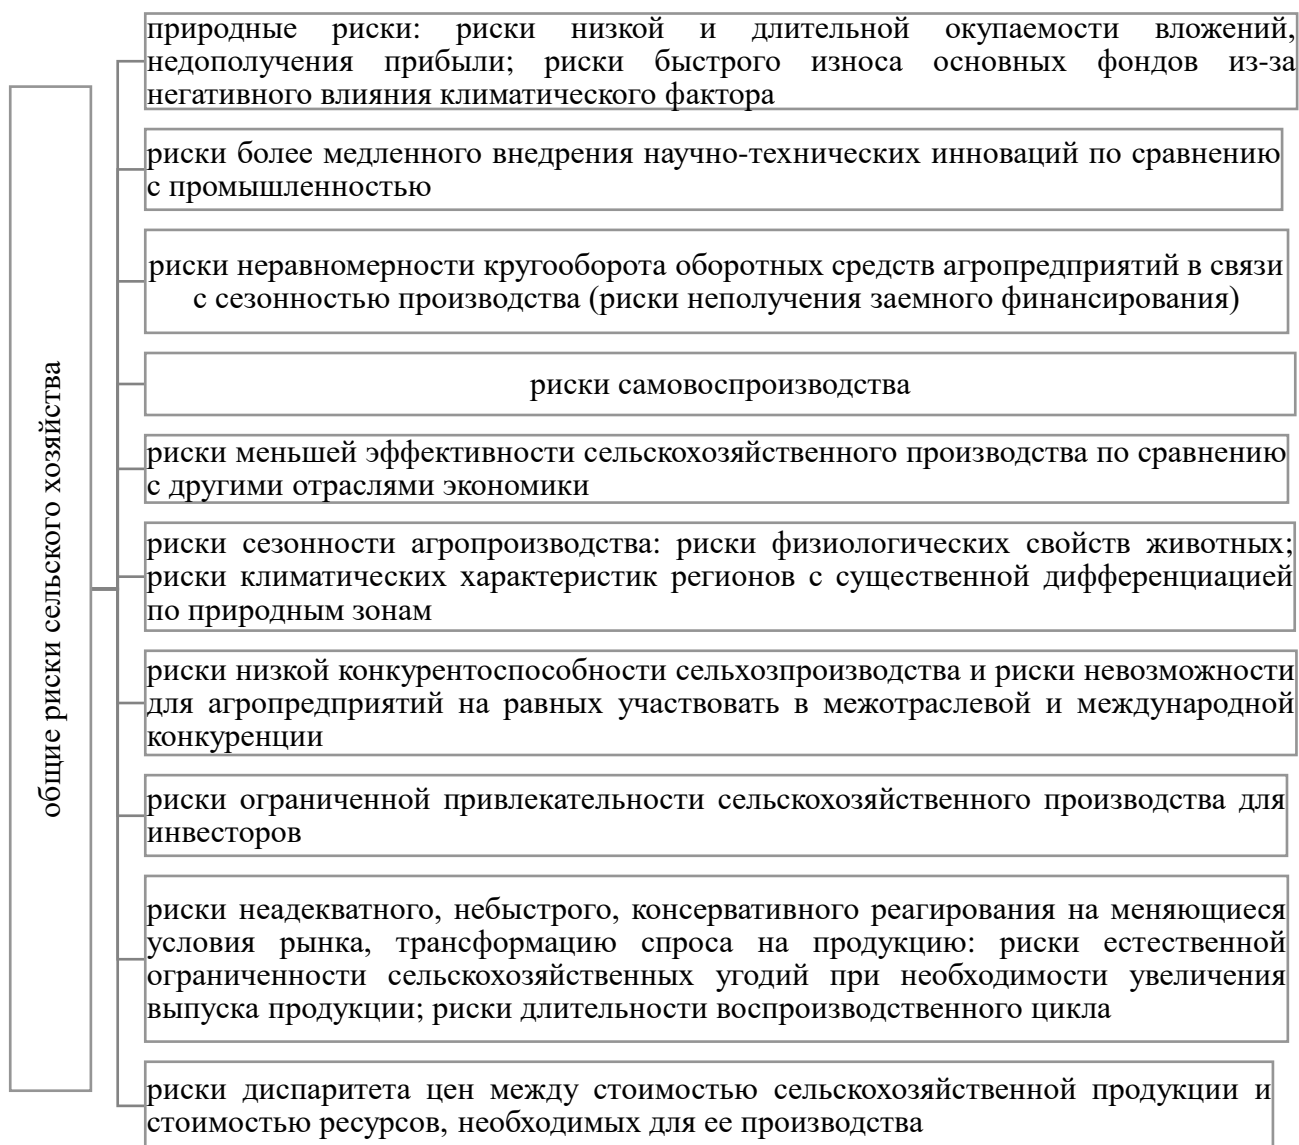 общие риски сельского хозяйства
природные риски: риски низкой и длительной окупаемости вложений,
недополучения прибыли; риски быстрого износа основных фондов из-за
негативного влияния климатического фактора
риски более медленного внедрения научно-технических инноваций по сравнению
с промышленностью
риски неравномерности кругооборота оборотных средств агропредприятий в связи
с сезонностью производства (риски неполучения заемного финансирования)
риски самовоспроизводства
риски меньшей эффективности сельскохозяйственного производства по сравнению
с другими отраслями экономики
риски сезонности агропроизводства: риски физиологических свойств животных;
риски климатических характеристик регионов с существенной дифференциацией
по природным зонам
риски низкой конкурентоспособности сельхозпроизводства и риски невозможности
для агропредприятий на равных участвовать в межотраслевой и международной
конкуренции
риски ограниченной привлекательности сельскохозяйственного производства для
инвесторов
риски неадекватного, небыстрого, консервативного реагирования на меняющиеся
условия рынка, трансформацию спроса на продукцию: риски естественной
ограниченности сельскохозяйственных угодий при необходимости увеличения
выпуска продукции; риски длительности воспроизводственного цикла
риски диспаритета цен между стоимостью сельскохозяйственной продукции и
стоимостью ресурсов, необходимых для ее производства